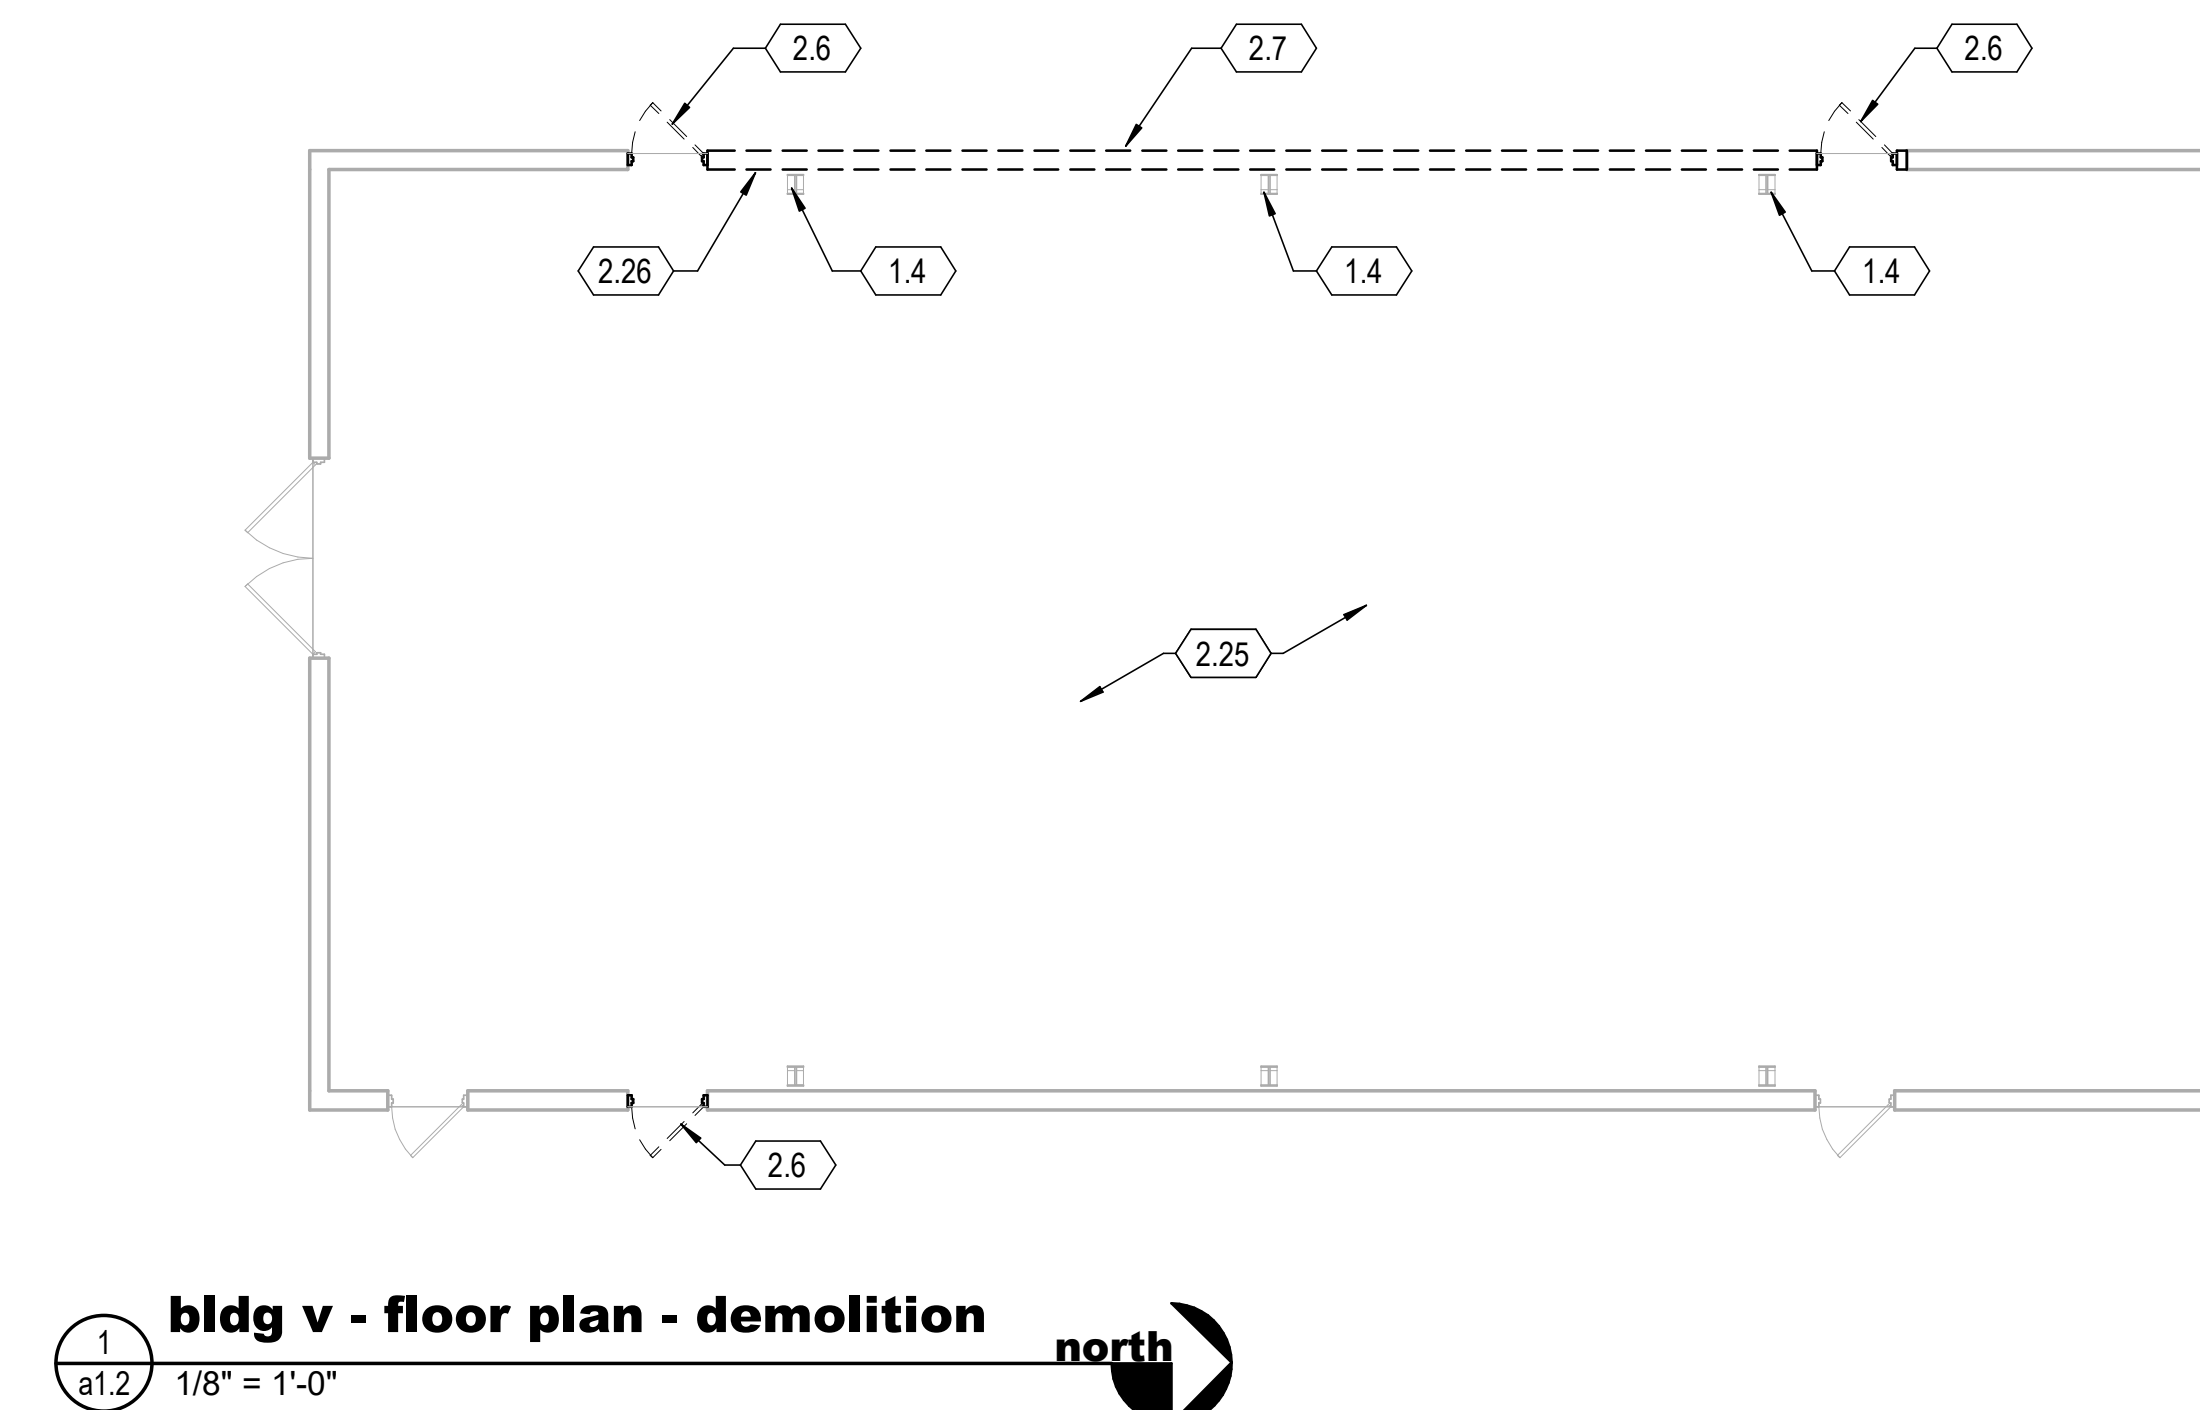 2.6
2.7
2.6
2.26
1.4
1.4
1.4
2.25
2.6
bldg v - floor plan - demolition
north
1
a1.2
1/8" = 1'-0"